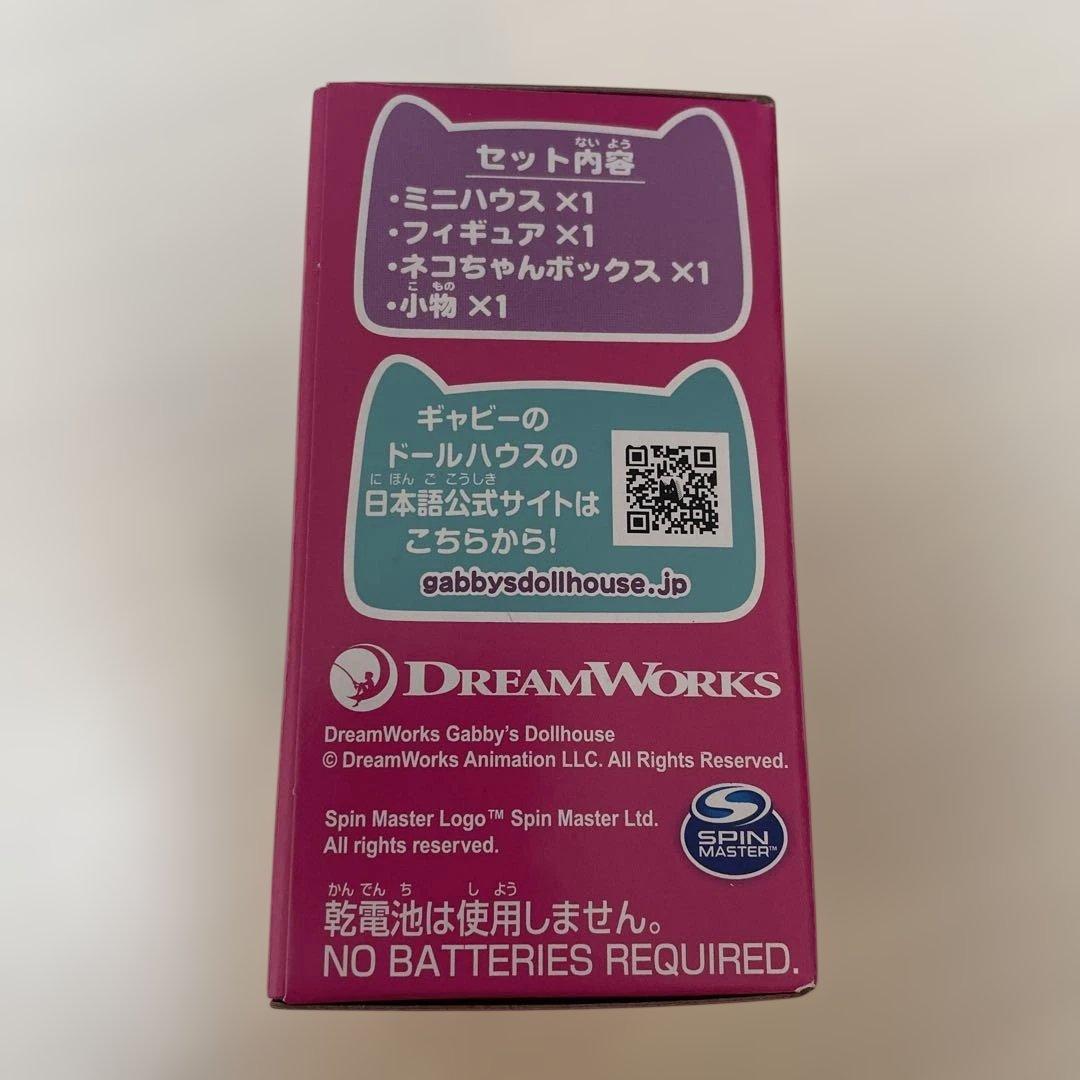 ない よう
セット内容
・ミニハウス ×1
・フィギュア ×1
・ネコちゃんボックス ×1
こ もの
・小物 ×1
ギャビーの
ドールハウスの
に ほん ご こうしき
日本語公式サイトは
こちらから!
gabbysdollhouse.jp
DREAMWORKS
DreamWorks Gabby's Dollhouse
© DreamWorks Animation LLC. All Rights Reserved.
Spin Master Logo™ Spin Master Ltd.
All rights reserved.
SPIN
MASTER™
かん でん ち し よう
乾電池は使用しません。
NO BATTERIES REQUIRED.